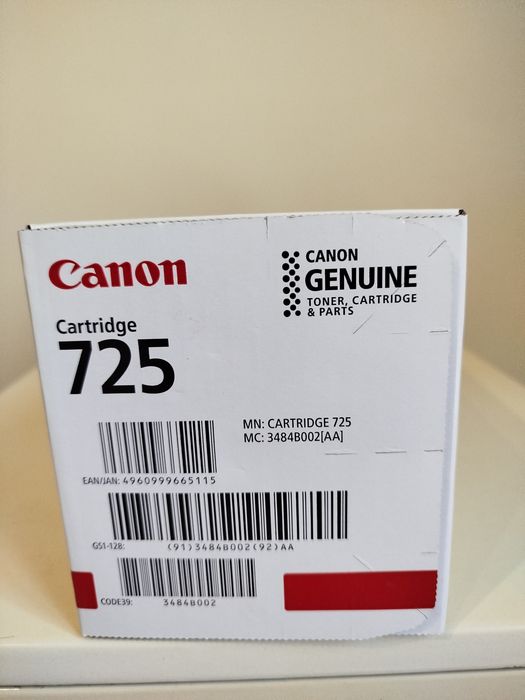 Canon
CANON
GENUINE
TONER, CARTRIDGE
& PARTS
Cartridge
725
MN: CARTRIDGE 725
MC: 3484B002[AA]
EAN/JAN: 4960999665115
GS1-128: (91)3484B002(92)AA
CODE39: 3484B002